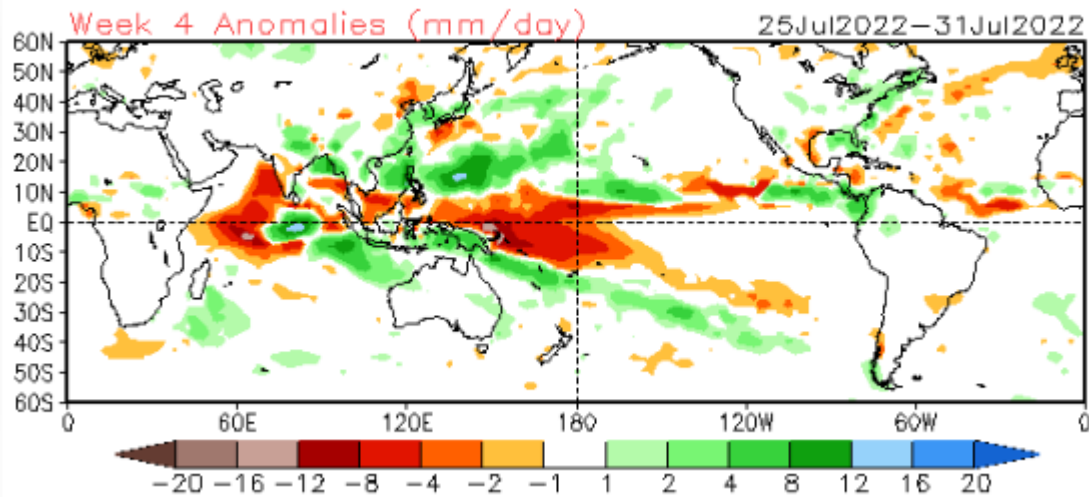 Week 4 Anomalies (mm/day) 25Jul2022-31Jul2022
60N
50N
40N
30N
20N
10N
EQ
10S
20S
30S
40S
50S
60S
0 60E 120E 180 120W 60W 0
-20 -16 -12 -8 -4 -2 -1 1 2 4 8 12 16 20